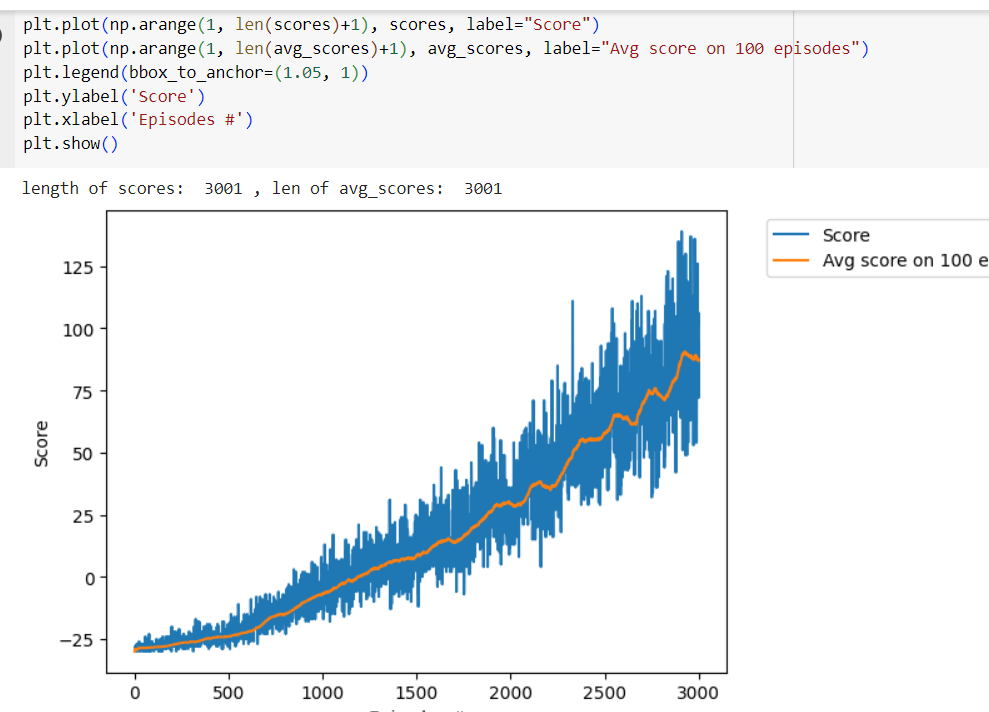 plt.plot(np.arange(1, len(scores)+1), scores, label="Score")
plt.plot(np.arange(1, len(avg_scores)+1), avg_scores, label="Avg score on 100 episodes")
plt.legend(bbox_to_anchor=(1.05, 1))
plt.ylabel('Score')
plt.xlabel('Episodes #')
plt.show()
length of scores:  3001 , len of avg_scores:  3001
Score
Avg score on 100 e
125
100
75
50
25
0
−25
Score
0 500 1000 1500 2000 2500 3000